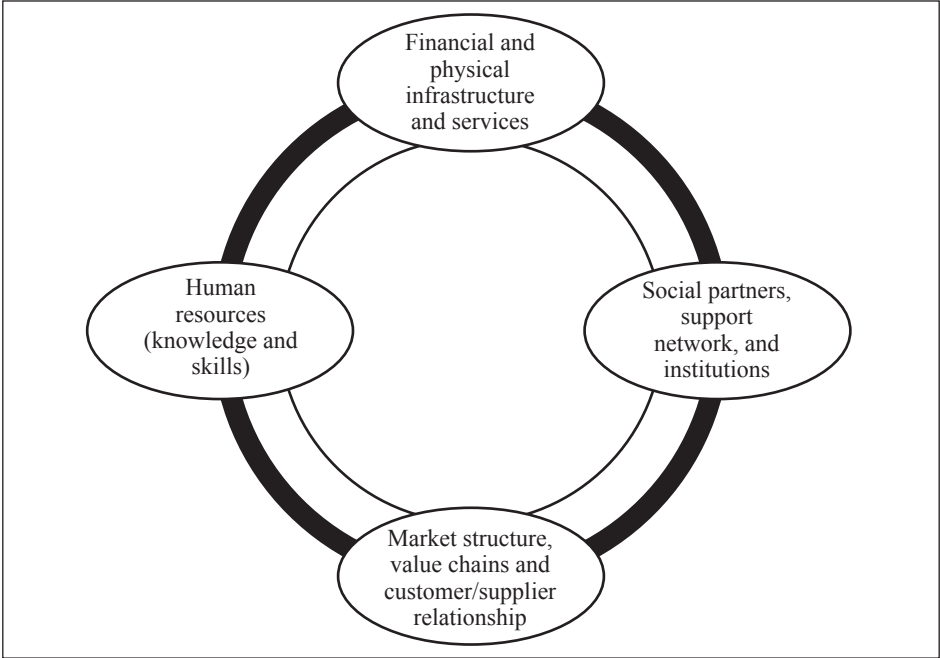 Financial and
physical
infrastructure
and services
Human
resources
(knowledge and
skills)
Social partners,
support
network, and
institutions
Market structure,
value chains and
customer/supplier
relationship